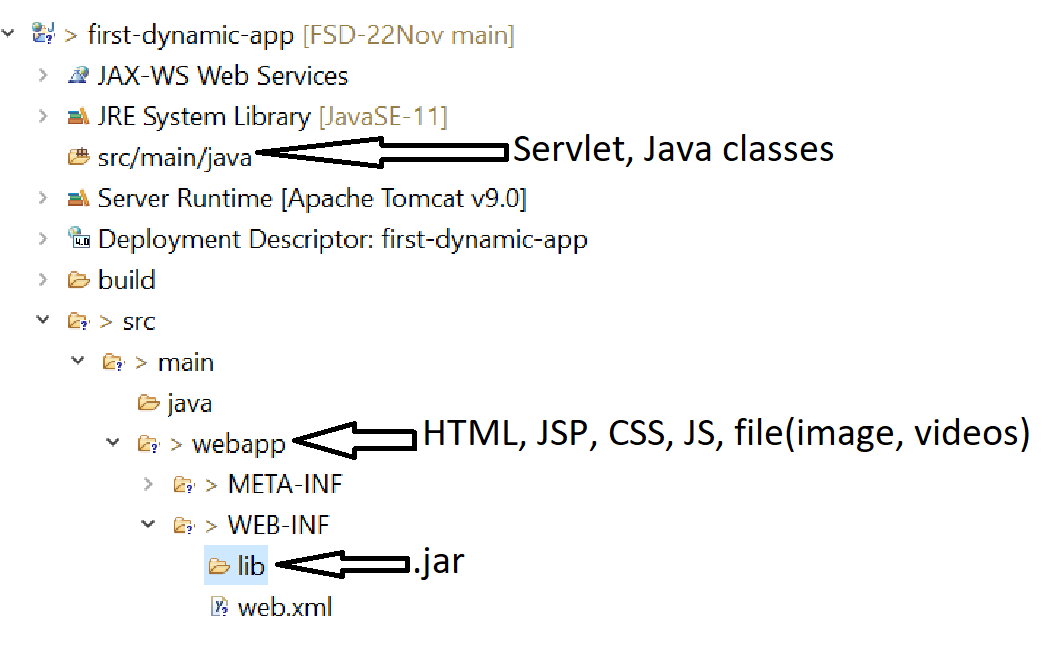 > first-dynamic-app [FSD-22Nov main]
JAX-WS Web Services
JRE System Library [JavaSE-11]
src/main/java Servlet, Java classes
Server Runtime [Apache Tomcat v9.0]
Deployment Descriptor: first-dynamic-app
build
> src
> main
java
> webapp HTML, JSP, CSS, JS, file(image, videos)
> META-INF
> WEB-INF
lib .jar
web.xml